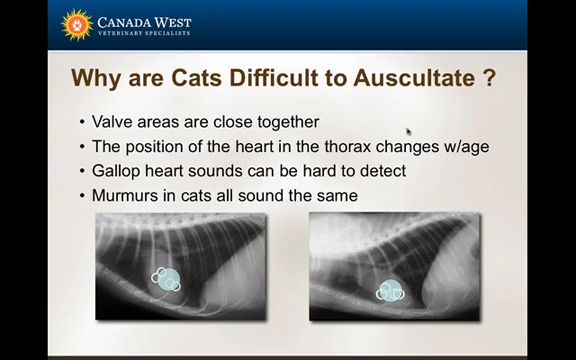 CANADA WEST
VETERINARY SPECIALISTS
Why are Cats Difficult to Auscultate ?
• Valve areas are close together
• The position of the heart in the thorax changes w/age
• Gallop heart sounds can be hard to detect
• Murmurs in cats all sound the same